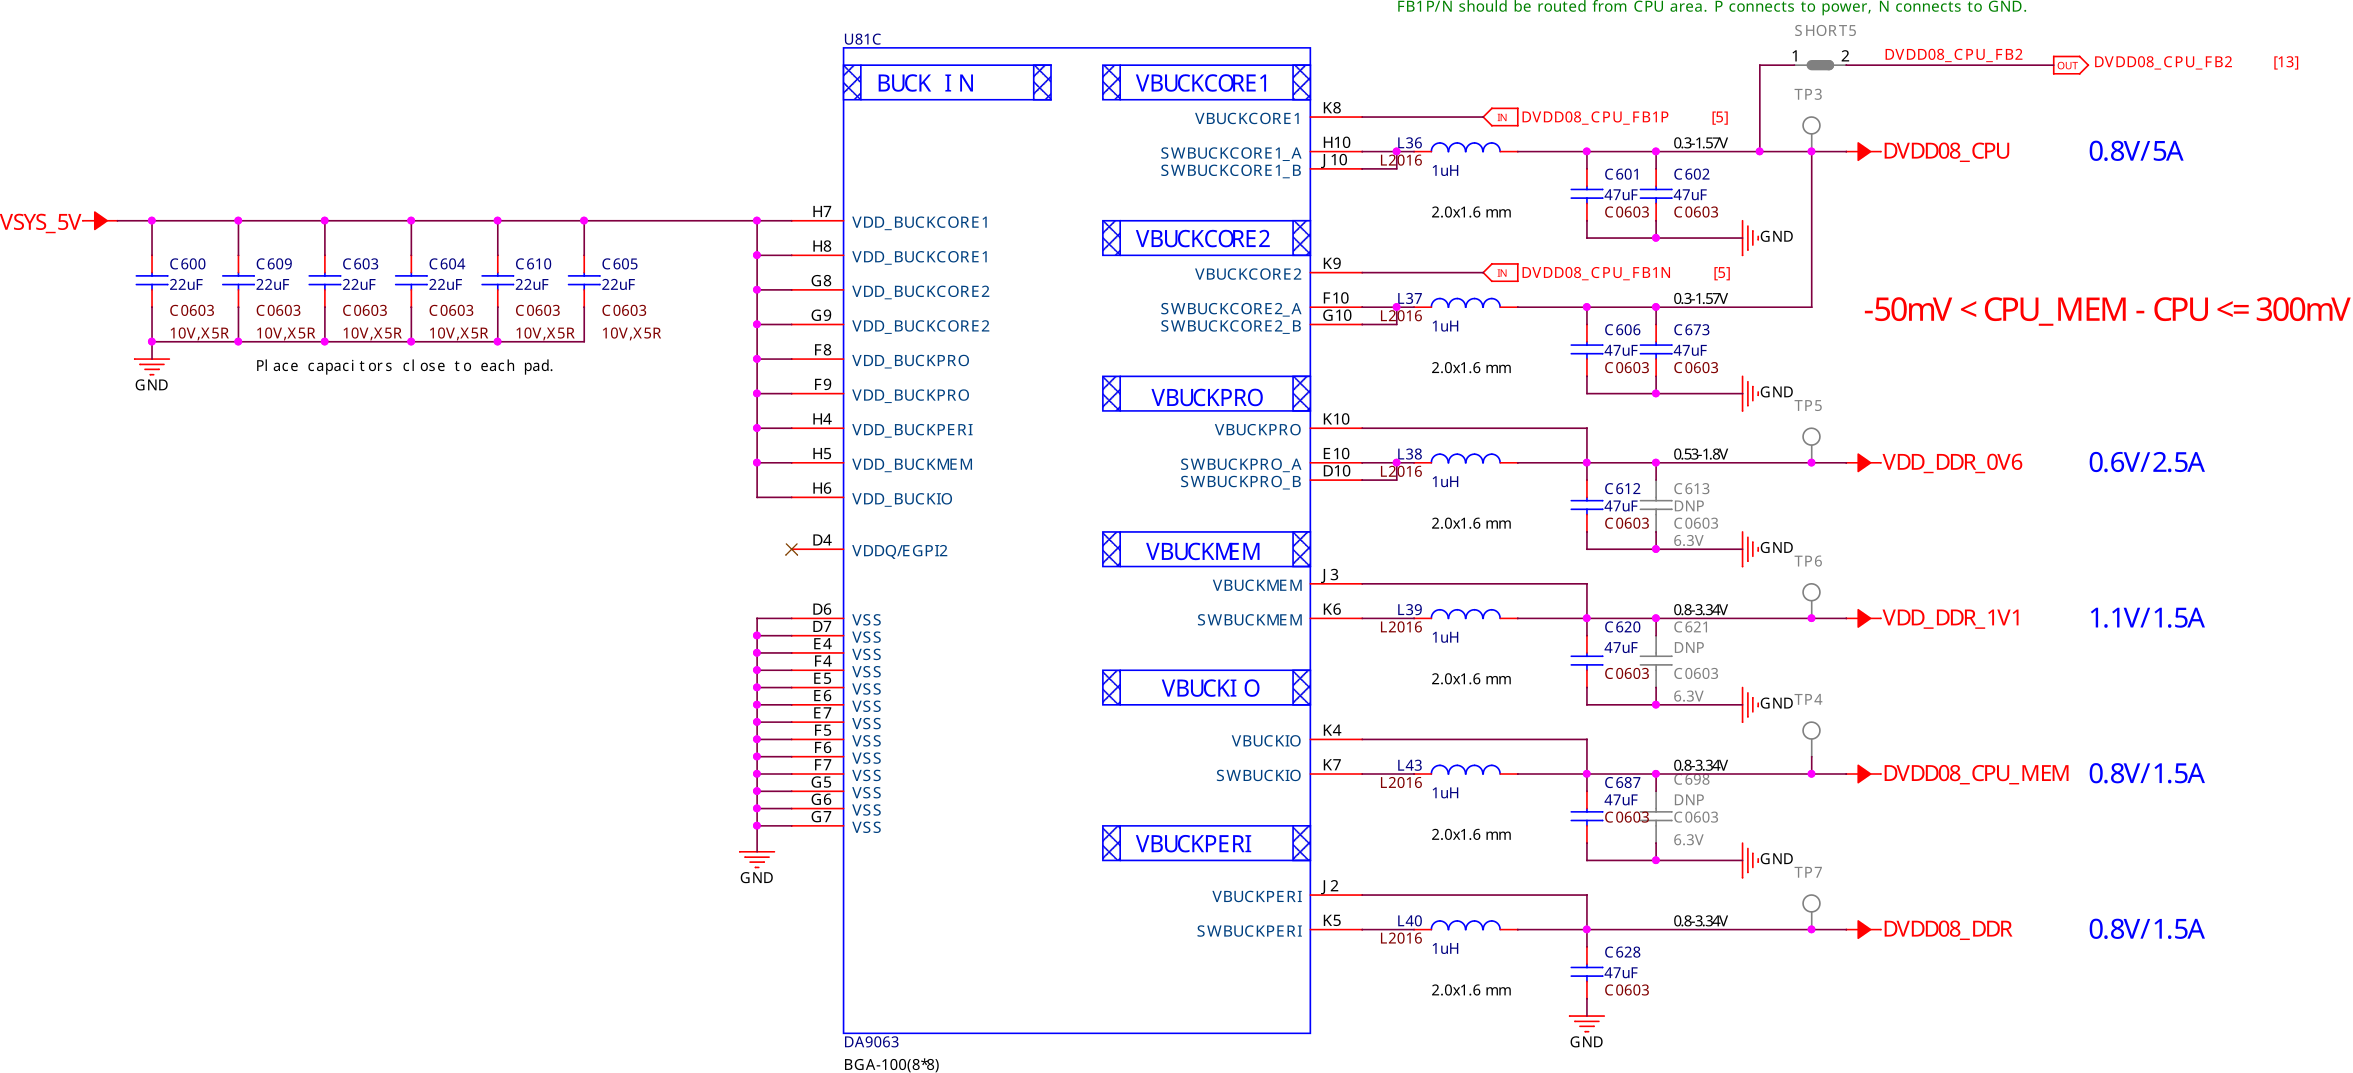 FB1P/N should be routed from CPU area. P connects to power, N connects to GND.
SHORT5
1 2 DVDD08_CPU_FB2 OUT DVDD08_CPU_FB2 [13]
U81C
BUCK IN
VBUCKCORE1
TP3
VBUCKCORE1 K8 IN DVDD08_CPU_FB1P [5]
SWBUCKCORE1_A H10 L36 0.3-1.57V DVDD08_CPU 0.8V/5A
SWBUCKCORE1_B J10 L2016 1uH
C601 C602
47uF 47uF
2.0x1.6 mm C0603 C0603
GND
VSYS_5V
H7 VDD_BUCKCORE1
H8 VDD_BUCKCORE1
G8 VDD_BUCKCORE2
G9 VDD_BUCKCORE2
F8 VDD_BUCKPRO
F9 VDD_BUCKPRO
H4 VDD_BUCKPERI
H5 VDD_BUCKMEM
H6 VDD_BUCKIO
D4 VDDQ/EGPI2
C600 C609 C603 C604 C610 C605
22uF 22uF 22uF 22uF 22uF 22uF
C0603 C0603 C0603 C0603 C0603 C0603
10V,X5R 10V,X5R 10V,X5R 10V,X5R 10V,X5R 10V,X5R
Place capacitors close to each pad.
GND
VBUCKCORE2
VBUCKCORE2 K9 IN DVDD08_CPU_FB1N [5]
SWBUCKCORE2_A F10 L37 0.3-1.57V
SWBUCKCORE2_B G10 L2016 1uH
-50mV < CPU_MEM - CPU <= 300mV
C606 C673
47uF 47uF
2.0x1.6 mm C0603 C0603
GND
TP5
VBUCKPRO
VBUCKPRO K10
SWBUCKPRO_A E10 L38 0.53-1.8V VDD_DDR_0V6 0.6V/2.5A
SWBUCKPRO_B D10 L2016 1uH
C612 C613
47uF DNP
2.0x1.6 mm C0603 C0603
6.3V
GND
TP6
VBUCKMEM
VBUCKMEM J3
SWBUCKMEM K6 L39 0.8-3.34V VDD_DDR_1V1 1.1V/1.5A
L2016 1uH
C620 C621
47uF DNP
2.0x1.6 mm C0603 C0603
6.3V
GND
TP4
D6 VSS
D7 VSS
E4 VSS
F4 VSS
E5 VSS
E6 VSS
E7 VSS
F5 VSS
F6 VSS
F7 VSS
G5 VSS
G6 VSS
G7 VSS
GND
VBUCKIO
VBUCKIO K4
SWBUCKIO K7 L43 0.8-3.34V DVDD08_CPU_MEM 0.8V/1.5A
L2016 1uH
C687 C698
47uF DNP
C0603 C0603
2.0x1.6 mm 6.3V
GND
TP7
VBUCKPERI
VBUCKPERI J2
SWBUCKPERI K5 L40 0.8-3.34V DVDD08_DDR 0.8V/1.5A
L2016 1uH
C628
47uF
2.0x1.6 mm C0603
GND
DA9063
BGA-100(8*8)